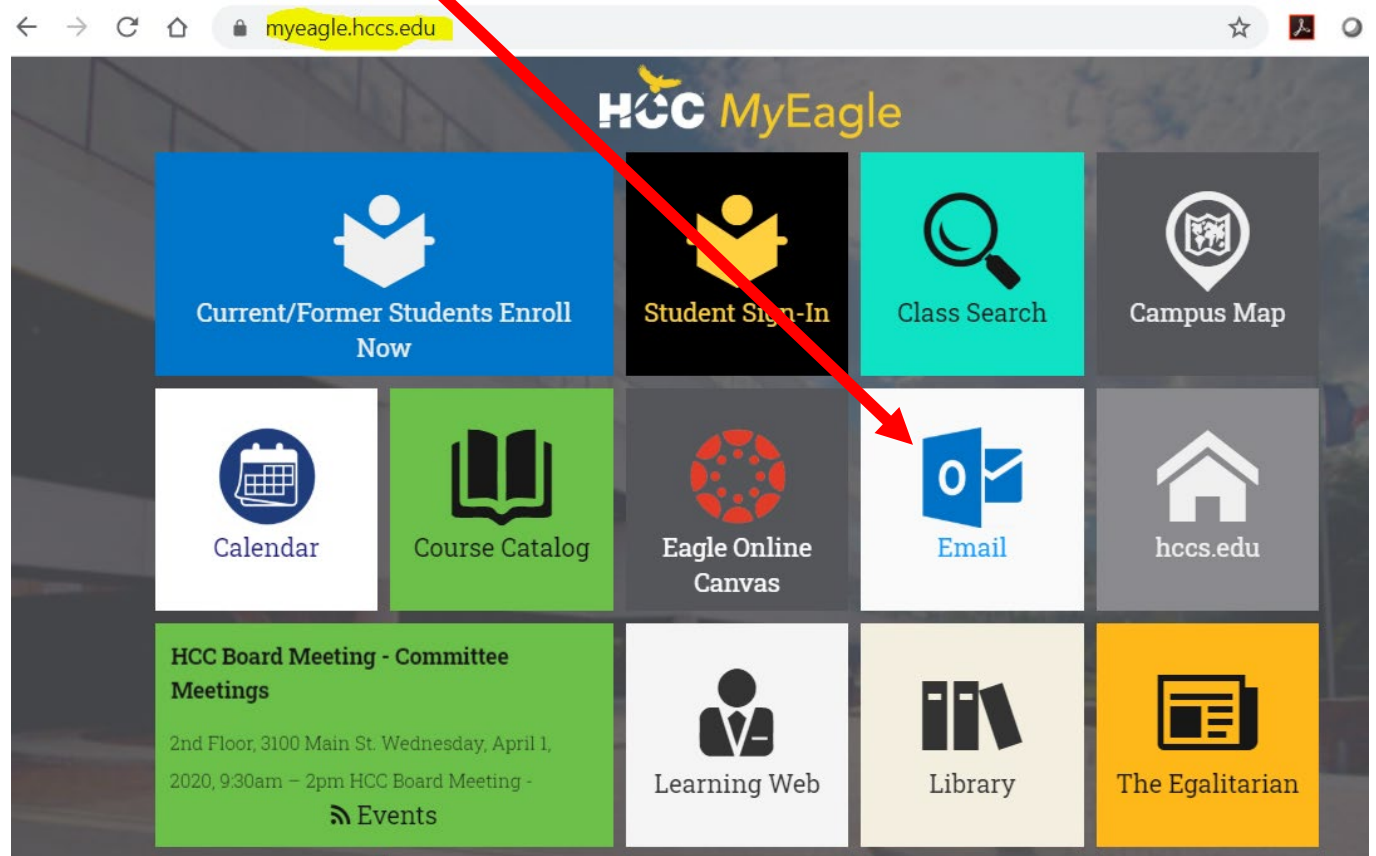 myeagle.hccs.edu
HCC MyEagle
Current/Former Students Enroll
Now
Student Sign-In
Class Search
Campus Map
Calendar
Course Catalog
Eagle Online
Canvas
O
Email
hccs.edu
HCC Board Meeting - Committee
Meetings
2nd Floor, 3100 Main St. Wednesday, April 1,
2020, 9:30am – 2pm HCC Board Meeting -
Events
Learning Web
Library
The Egalitarian